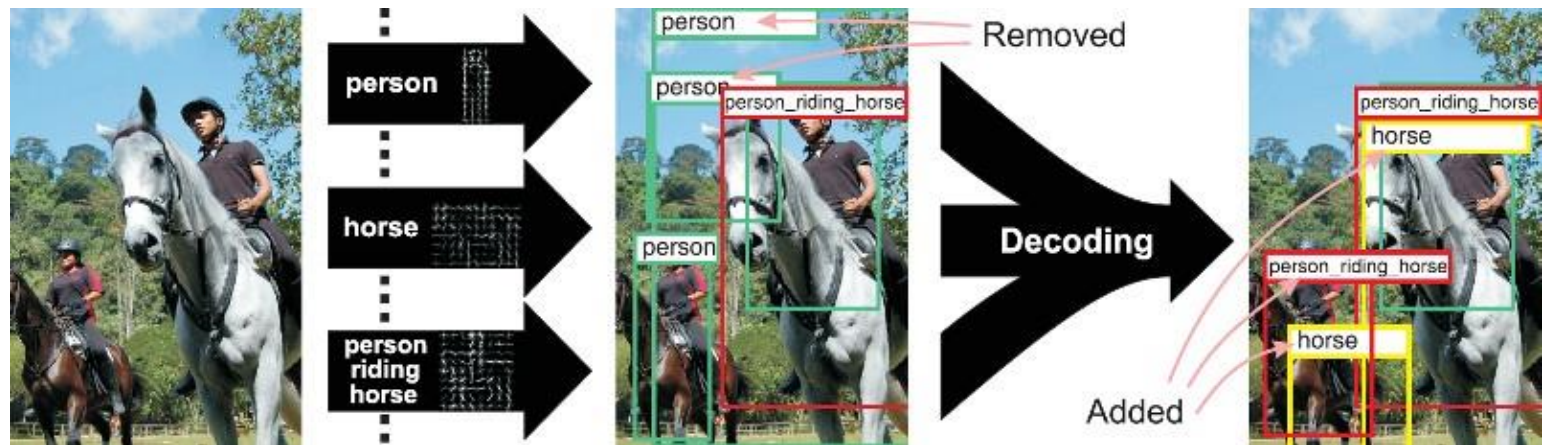 person
horse
person
riding
horse
person
person
person_riding_horse
person
Removed
Decoding
person_riding_horse
horse
person_riding_horse
horse
Added